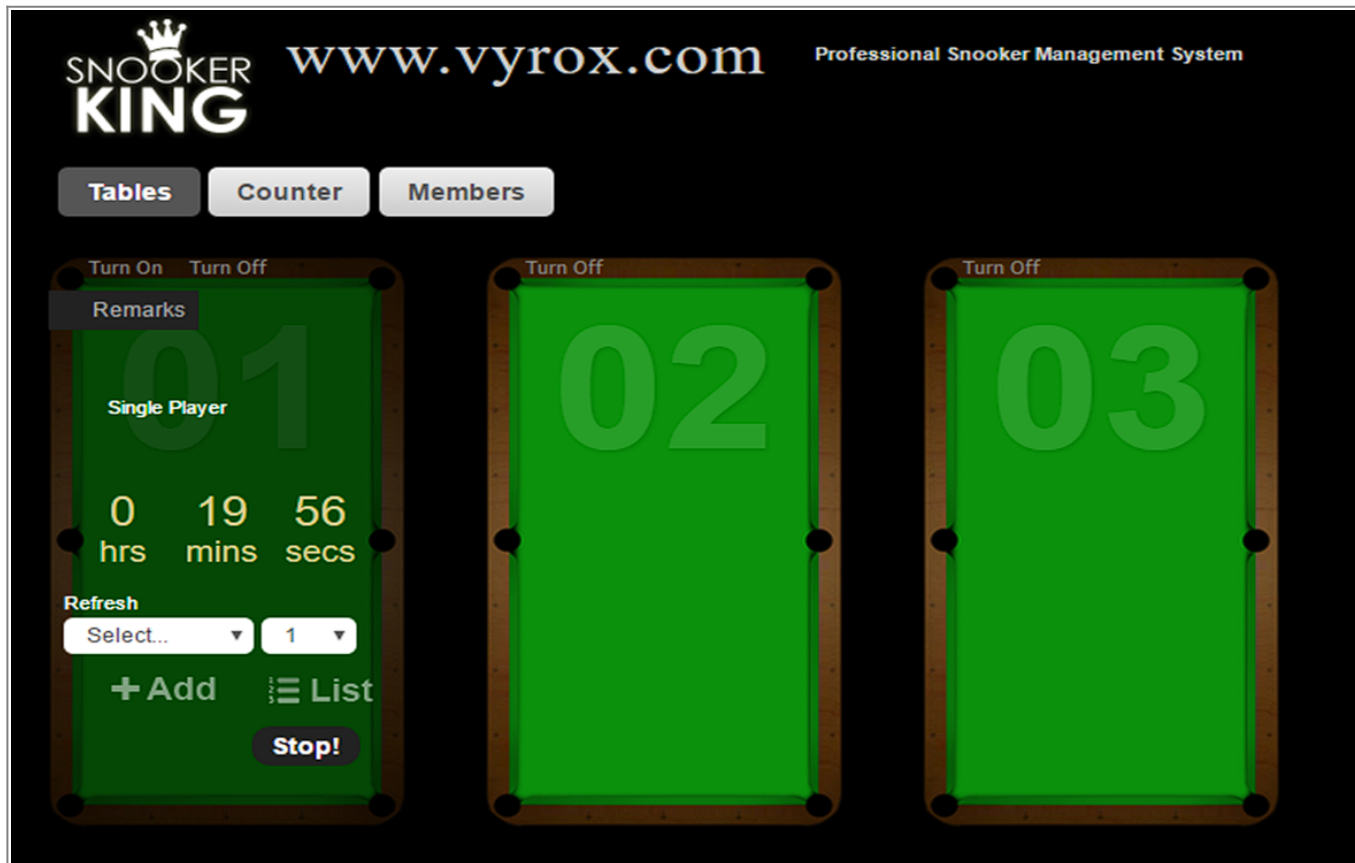 SNOOKER
KING
www.vyrox.com
Professional Snooker Management System
Tables
Counter
Members
Turn On Turn Off
Remarks
01
Single Player
0 19 56
hrs mins secs
Refresh
Select... 1
Add List
Stop!
Turn Off
02
Turn Off
03